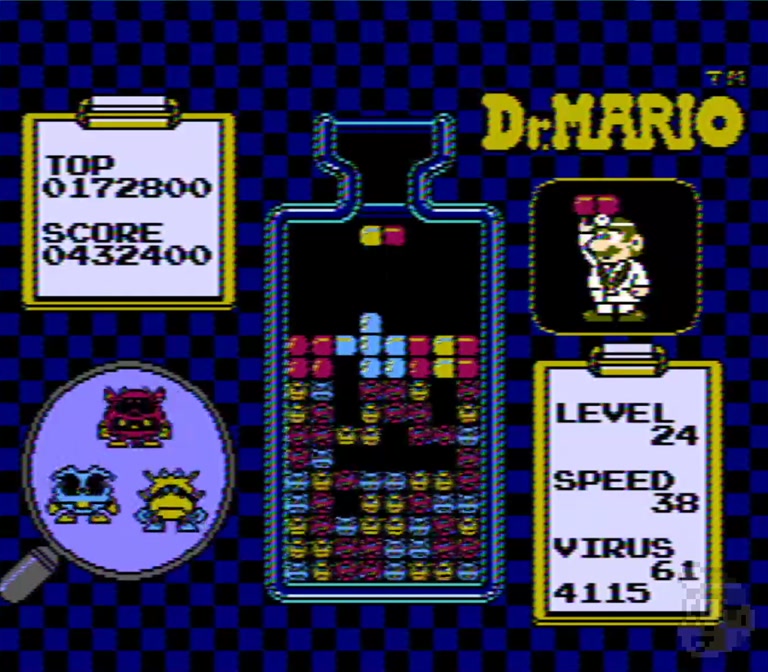 TM
Dr. MARIO
TOP
0172800
SCORE
0432400
LEVEL
24
SPEED
38
VIRUS
61
4115